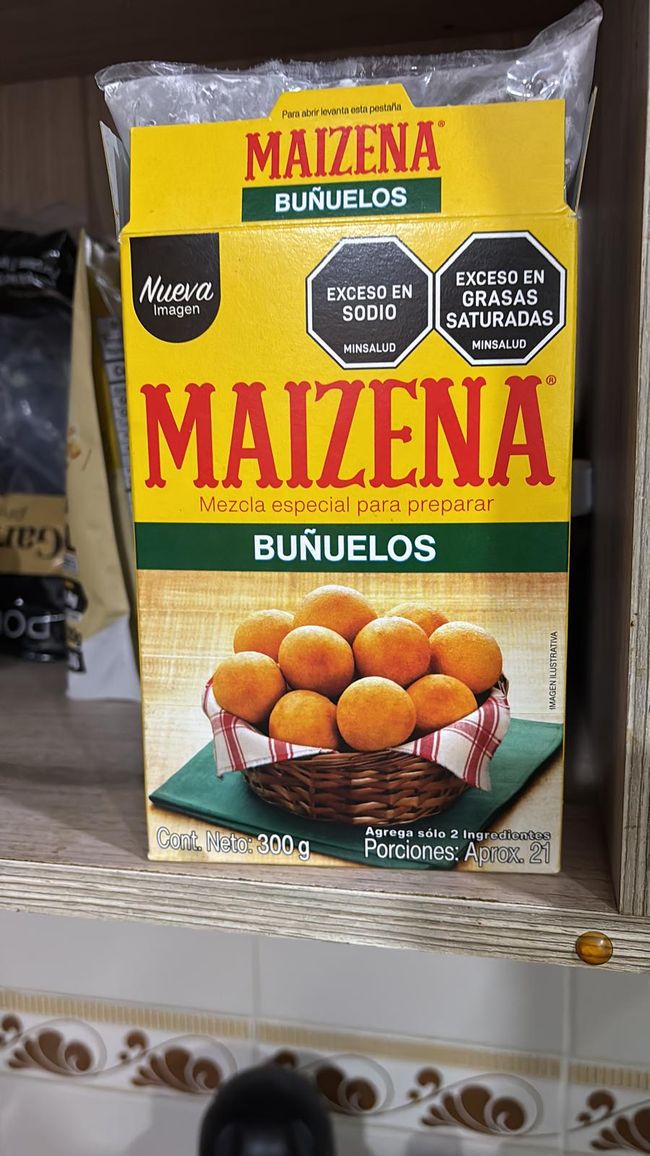 Para abrir levanta esta pestaña
MAIZENA®
BUÑUELOS
Nueva
Imagen
EXCESO EN
SODIO
MINSALUD
EXCESO EN
GRASAS
SATURADAS
MINSALUD
MAIZENA®
Mezcla especial para preparar
BUÑUELOS
IMAGEN ILUSTRATIVA
Cont. Neto: 300 g
Agrega sólo 2 Ingredientes
Porciones: Aprox. 21